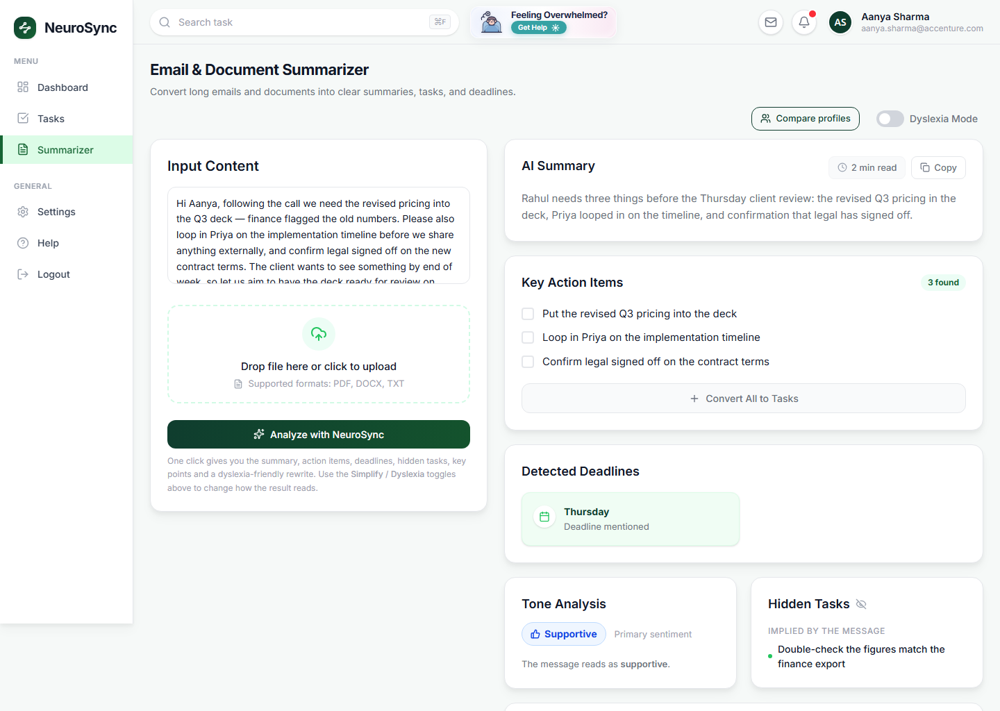 NeuroSync
MENU
Dashboard
Tasks
Summarizer
GENERAL
Settings
Help
Logout
Search task
⌘F
Feeling Overwhelmed?
Get Help
AS
Aanya Sharma
aanya.sharma@accenture.com
Email & Document Summarizer
Convert long emails and documents into clear summaries, tasks, and deadlines.
Compare profiles
Dyslexia Mode
Input Content
Hi Aanya, following the call we need the revised pricing into
the Q3 deck — finance flagged the old numbers. Please also
loop in Priya on the implementation timeline before we share
anything externally, and confirm legal signed off on the new
contract terms. The client wants to see something by end of
week, so let us aim to have the deck ready for review on
Drop file here or click to upload
Supported formats: PDF, DOCX, TXT
Analyze with NeuroSync
One click gives you the summary, action items, deadlines, hidden tasks, key
points and a dyslexia-friendly rewrite. Use the Simplify / Dyslexia toggles
above to change how the result reads.
AI Summary
2 min read
Copy
Rahul needs three things before the Thursday client review: the revised Q3 pricing in the
deck, Priya looped in on the timeline, and confirmation that legal has signed off.
Key Action Items
3 found
Put the revised Q3 pricing into the deck
Loop in Priya on the implementation timeline
Confirm legal signed off on the contract terms
Convert All to Tasks
Detected Deadlines
Thursday
Deadline mentioned
Tone Analysis
Supportive
Primary sentiment
The message reads as supportive.
Hidden Tasks
IMPLIED BY THE MESSAGE
Double-check the figures match the
finance export